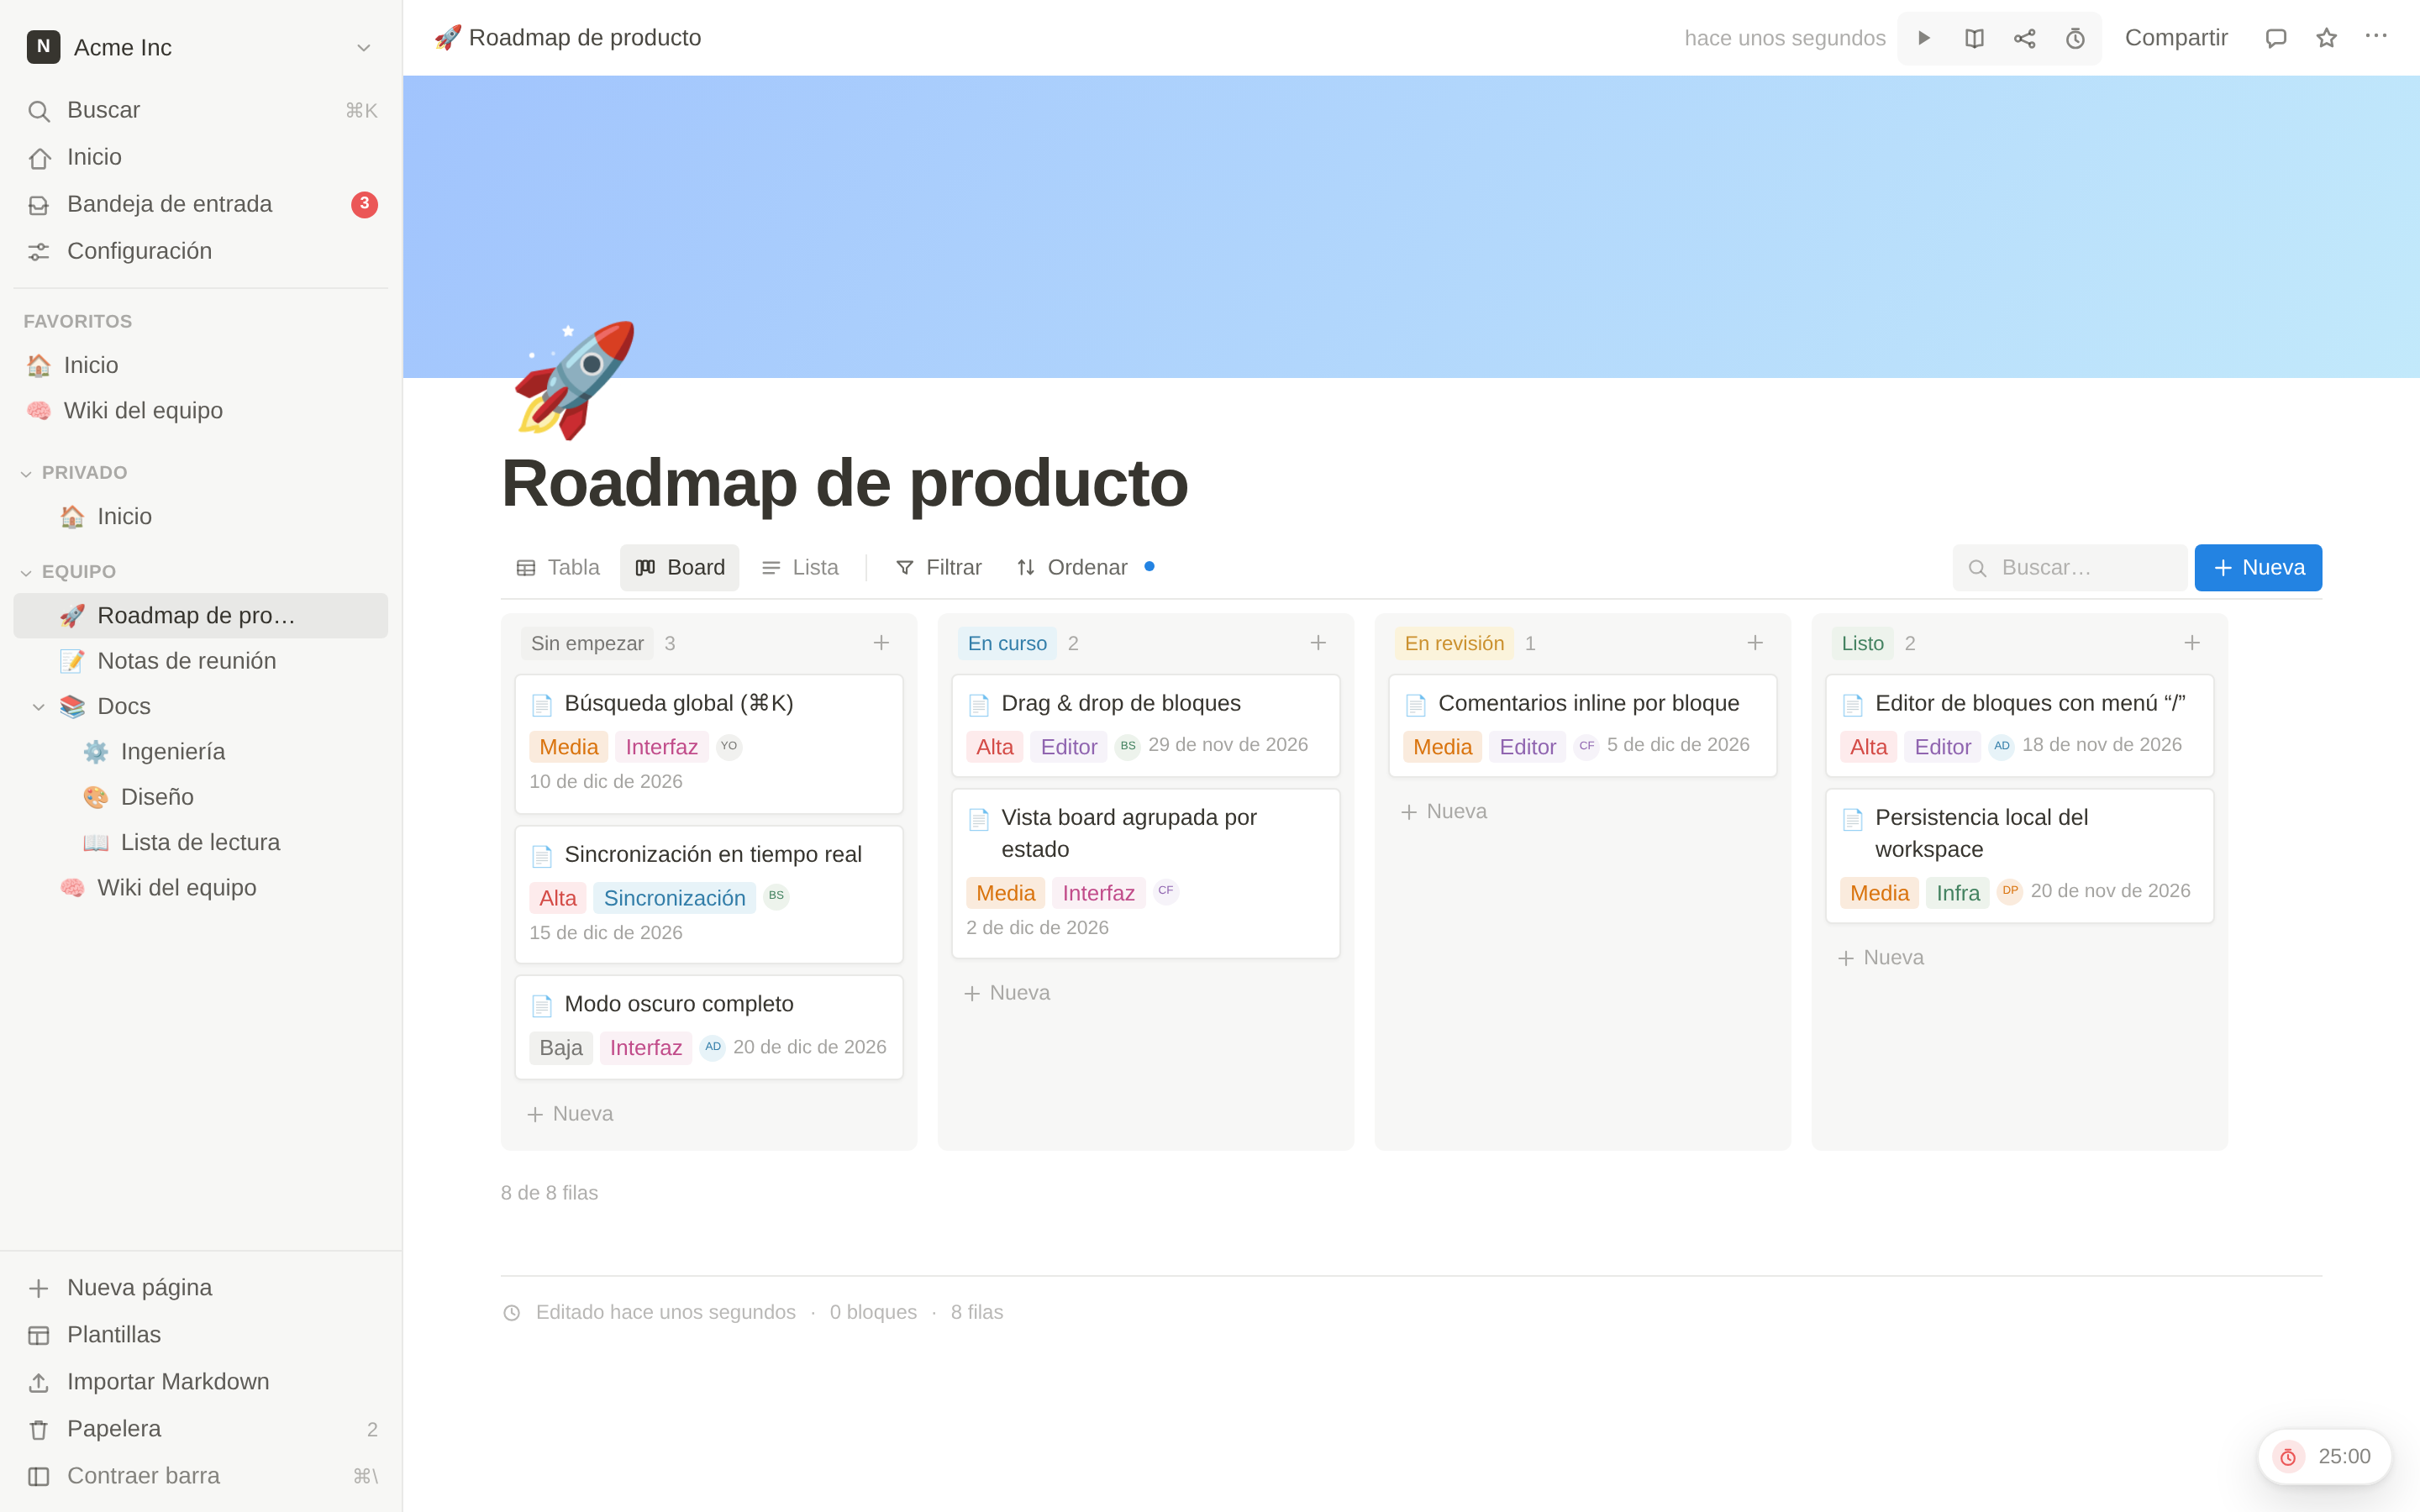 N Acme Inc
Buscar ⌘K
Inicio
Bandeja de entrada 3
Configuración
FAVORITOS
Inicio
Wiki del equipo
PRIVADO
Inicio
EQUIPO
Roadmap de pro…
Notas de reunión
Docs
Ingeniería
Diseño
Lista de lectura
Wiki del equipo
Nueva página
Plantillas
Importar Markdown
Papelera 2
Contraer barra ⌘\
Roadmap de producto
hace unos segundos
Compartir
Roadmap de producto
Tabla Board Lista Filtrar Ordenar
Buscar…
Nueva
Sin empezar 3
Búsqueda global (⌘K)
Media Interfaz YO
10 de dic de 2026
Sincronización en tiempo real
Alta Sincronización BS
15 de dic de 2026
Modo oscuro completo
Baja Interfaz AD 20 de dic de 2026
Nueva
En curso 2
Drag & drop de bloques
Alta Editor BS 29 de nov de 2026
Vista board agrupada por
estado
Media Interfaz CF
2 de dic de 2026
Nueva
En revisión 1
Comentarios inline por bloque
Media Editor CF 5 de dic de 2026
Nueva
Listo 2
Editor de bloques con menú “/”
Alta Editor AD 18 de nov de 2026
Persistencia local del
workspace
Media Infra DP 20 de nov de 2026
Nueva
8 de 8 filas
Editado hace unos segundos · 0 bloques · 8 filas
25:00